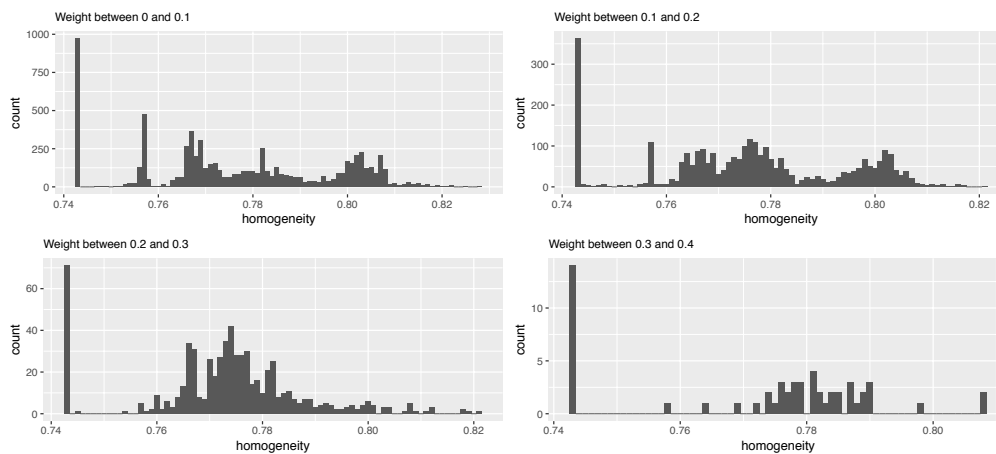 Weight between 0 and 0.1
1000
750
500
250
0
count
0.74 0.76 0.78 0.80 0.82
homogeneity
Weight between 0.1 and 0.2
300
200
100
0
count
0.74 0.76 0.78 0.80 0.82
homogeneity
Weight between 0.2 and 0.3
60
40
20
0
count
0.74 0.76 0.78 0.80 0.82
homogeneity
Weight between 0.3 and 0.4
10
5
0
count
0.74 0.76 0.78 0.80
homogeneity